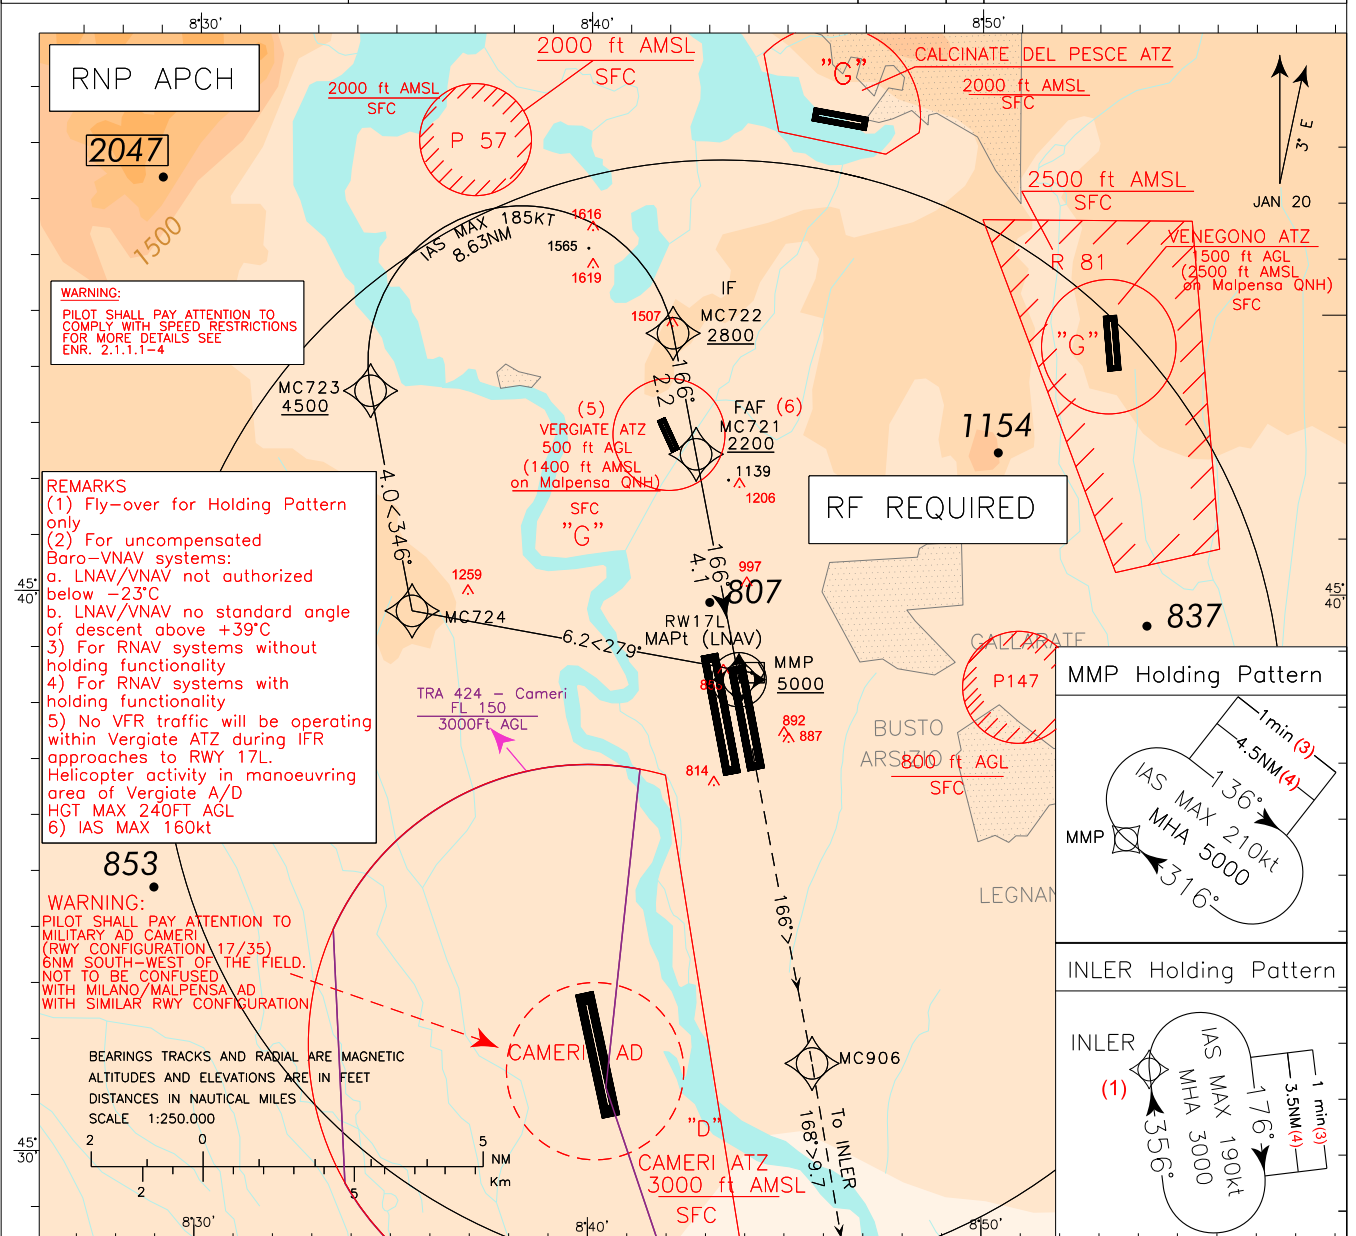 8°30'
8°40'
8°50'
RNP APCH
2047
1500
2000 ft AMSL
SFC
P 57
2000 ft AMSL
SFC
"G"
CALCINATE DEL PESCE ATZ
2000 ft AMSL
SFC
3° E
JAN 20
2500 ft AMSL
SFC
R 81
VENEGONO ATZ
1500 ft AGL
(2500 ft AMSL
on Malpensa QNH)
SFC
"G"
IAS MAX 185KT
8.63NM
1616
1565
1619
WARNING:
PILOT SHALL PAY ATTENTION TO
COMPLY WITH SPEED RESTRICTIONS
FOR MORE DETAILS SEE
ENR. 2.1.1.1-4
IF
MC722
2800
1507
166°
2.2
MC723
4500
(5)
VERGIATE ATZ
500 ft AGL
(1400 ft AMSL
on Malpensa QNH)
SFC
"G"
FAF (6)
MC721
2200
1139
1206
1154
RF REQUIRED
4.0<346°
REMARKS
(1) Fly-over for Holding Pattern
only
(2) For uncompensated
Baro-VNAV systems:
a. LNAV/VNAV not authorized
below -23°C
b. LNAV/VNAV no standard angle
of descent above +39°C
3) For RNAV systems without
holding functionality
4) For RNAV systems with
holding functionality
5) No VFR traffic will be operating
within Vergiate ATZ during IFR
approaches to RWY 17L.
Helicopter activity in manoeuvring
area of Vergiate A/D
HGT MAX 240FT AGL
6) IAS MAX 160kt
45°
40'
45°
40'
1259
MC724
6.2<279°
166°
4.1
997
807
RW17L
MAPt (LNAV)
MMP
5000
837
GALLARATE
P147
892
887
814
BUSTO
ARSIZIO
800 ft AGL
SFC
LEGNAN
TRA 424 - Cameri
FL 150
3000Ft AGL
MMP Holding Pattern
1min (3)
4.5NM(4)
136°
IAS MAX 210kt
MHA 5000
316°
MMP
853
WARNING:
PILOT SHALL PAY ATTENTION TO
MILITARY AD CAMERI
(RWY CONFIGURATION 17/35)
6NM SOUTH-WEST OF THE FIELD.
NOT TO BE CONFUSED
WITH MILANO/MALPENSA AD
WITH SIMILAR RWY CONFIGURATION
166°>
CAMERI AD
MC906
To INLER
168°>9.7
"D"
CAMERI ATZ
3000 ft AMSL
SFC
INLER Holding Pattern
INLER
(1)
IAS MAX 190kt
MHA 3000
176°
356°
1 min(3)
3.5NM(4)
BEARINGS TRACKS AND RADIAL ARE MAGNETIC
ALTITUDES AND ELEVATIONS ARE IN FEET
DISTANCES IN NAUTICAL MILES
SCALE 1:250.000
2 0 5
NM
Km
2 5
45°
30'
8°30'
8°40'
8°50'